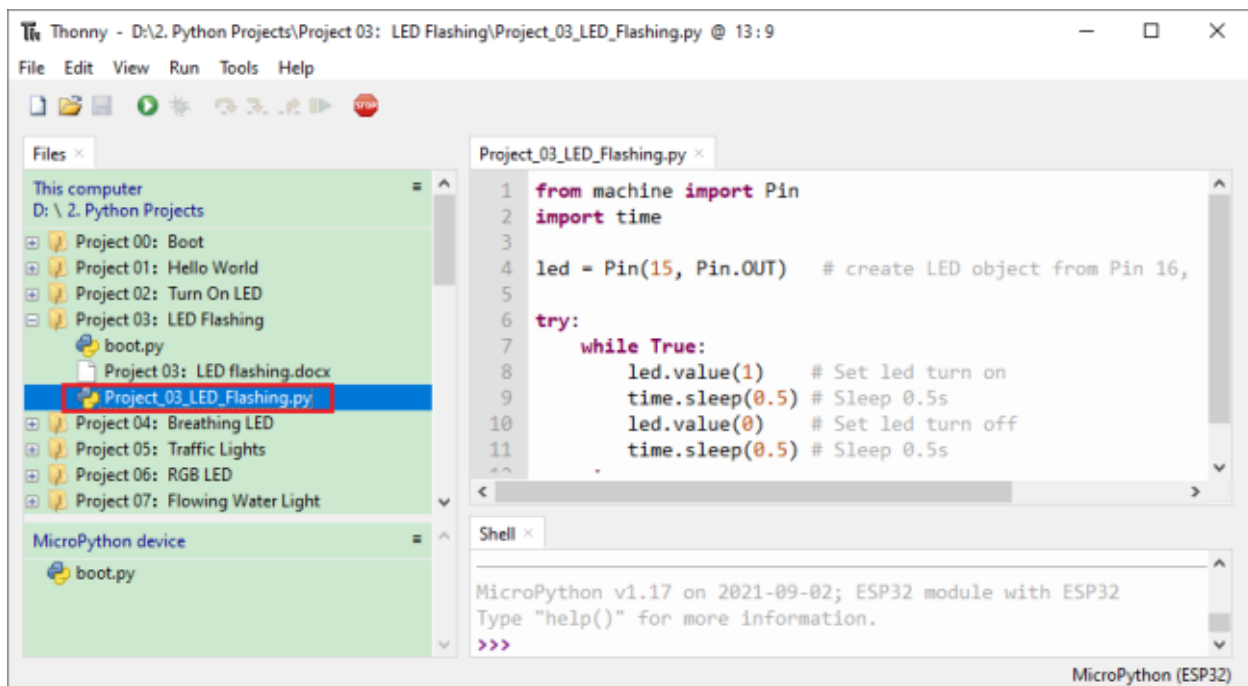 Thonny - D:\2. Python Projects\Project 03: LED Flashing\Project_03_LED_Flashing.py @ 13:9
File Edit View Run Tools Help
STOP
Files
This computer
D: \ 2. Python Projects
Project 00: Boot
Project 01: Hello World
Project 02: Turn On LED
Project 03: LED Flashing
boot.py
Project 03: LED flashing.docx
Project_03_LED_Flashing.py
Project 04: Breathing LED
Project 05: Traffic Lights
Project 06: RGB LED
Project 07: Flowing Water Light
MicroPython device
boot.py
Project_03_LED_Flashing.py
1 from machine import Pin
2 import time
3
4 led = Pin(15, Pin.OUT)   # create LED object from Pin 16,
5
6 try:
7     while True:
8         led.value(1)    # Set led turn on
9         time.sleep(0.5) # Sleep 0.5s
10         led.value(0)    # Set led turn off
11         time.sleep(0.5) # Sleep 0.5s
Shell
MicroPython v1.17 on 2021-09-02; ESP32 module with ESP32
Type "help()" for more information.
>>>
MicroPython (ESP32)